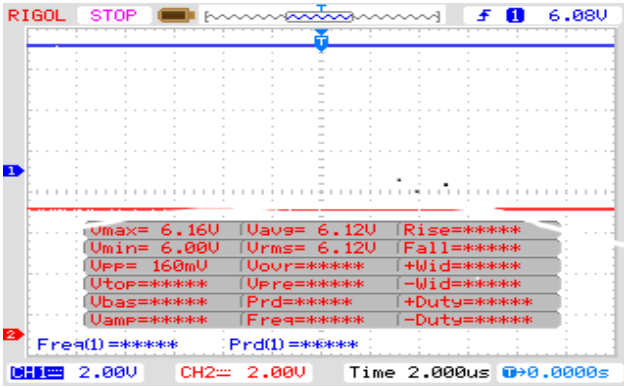 RIGOL STOP T f 1 6.08V
T
1
Vmax= 6.16V Vavg= 6.12V Rise=*****
Vmin= 6.00V Vrms= 6.12V Fall=*****
Vpp= 160mV Vovr=***** +Wid=*****
Vtop=***** Vpre=***** -Wid=*****
Vbas=***** Prd=***** +Duty=*****
Vamp=***** Freq=***** -Duty=*****
2
Freq(1)=***** Prd(1)=*****
CH1 2.00V CH2 2.00V Time 2.000us T→0.0000s